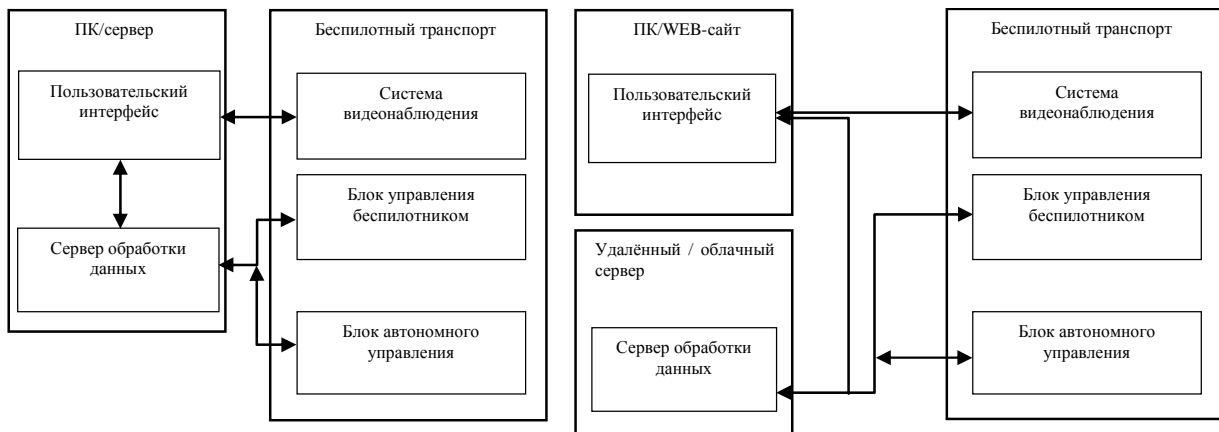 ПК/сервер
Пользовательский
интерфейс
Сервер обработки
данных
Беспилотный транспорт
Система
видеонаблюдения
Блок управления
беспилотником
Блок автономного
управления
ПК/WEB-сайт
Пользовательский
интерфейс
Удалённый / облачный
сервер
Сервер обработки
данных
Беспилотный транспорт
Система
видеонаблюдения
Блок управления
беспилотником
Блок автономного
управления